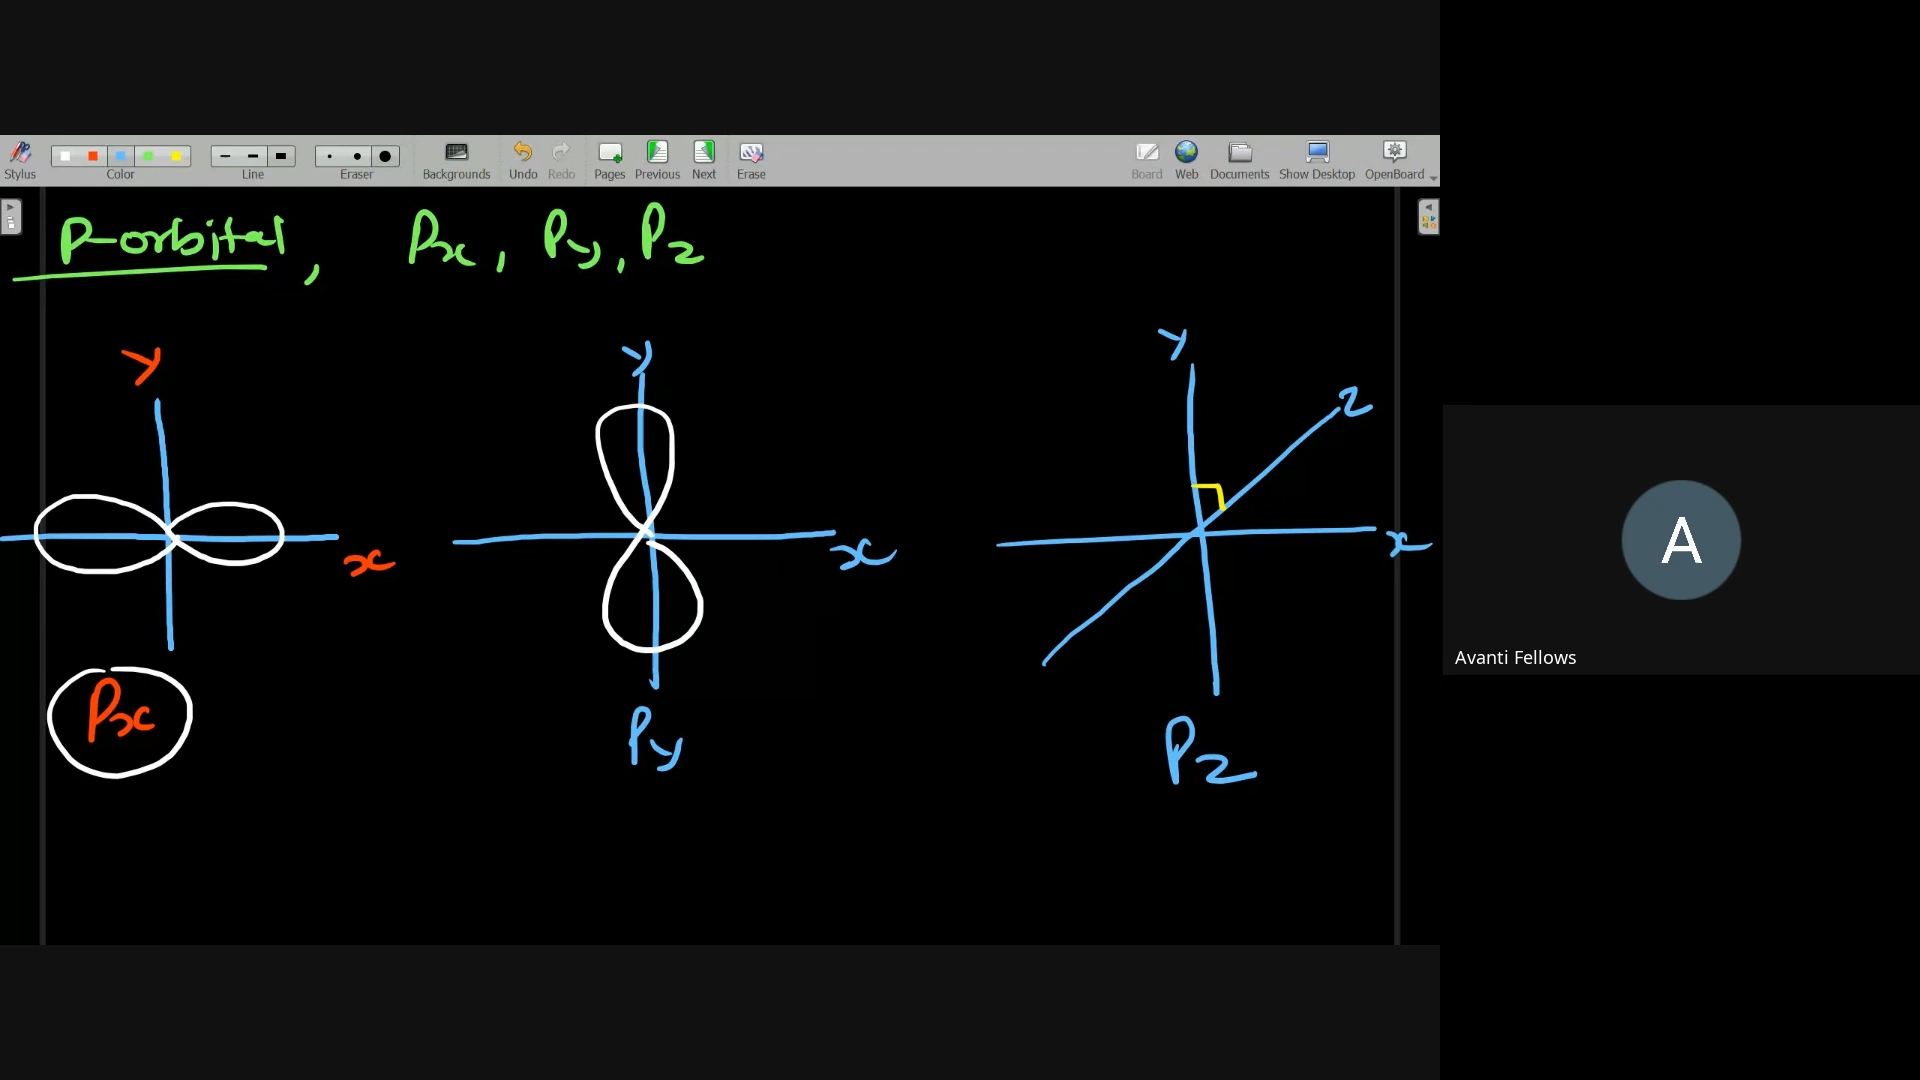 Stylus Color Line Eraser Backgrounds Undo Redo Pages Previous Next Erase Board Web Documents Show Desktop OpenBoard
P-orbital, Px, Py, Pz
y
x
Px
y
x
Py
y
z
x
Pz
A
Avanti Fellows